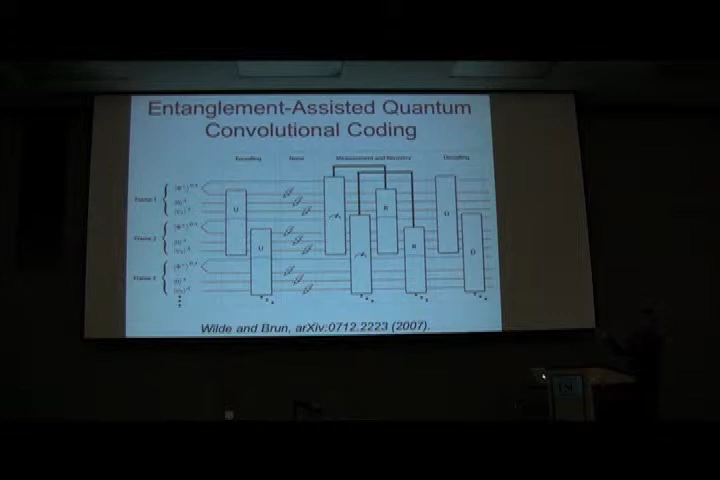 Entanglement-Assisted Quantum
Convolutional Coding
Encoding Noise Measurement and Recovery Decoding
Frame 1
Frame 2
Frame 3
U
U
R
R
Wilde and Brun, arXiv:0712.2223 (2007).